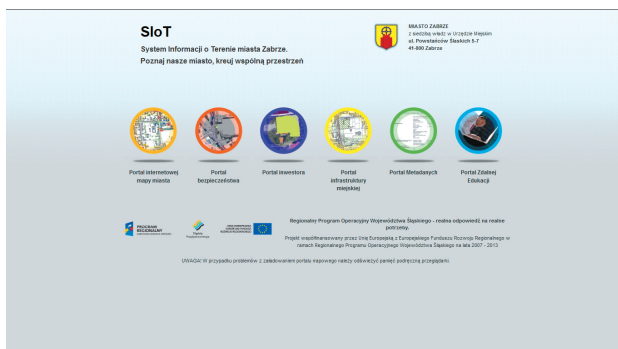 SIoT
System Informacji o Terenie miasta Zabrze.
Poznaj nasze miasto, kreuj wspólną przestrzeń
MIASTO ZABRZE
z siedzibą władz w Urzędzie Miejskim
ul. Powstańców Śląskich 5-7
41-800 Zabrze
Portal internetowej
mapy miasta
Portal
bezpieczeństwa
Portal inwestora
Portal
infrastruktury
miejskiej
Portal Metadanych
Portal Zdalnej
Edukacji
PROGRAM
REGIONALNY
Regionalny Program Operacyjny Województwa Śląskiego - realna odpowiedź na realne
potrzeby.
Projekt współfinansowany przez Unię Europejską z Europejskiego Funduszu Rozwoju Regionalnego w
ramach Regionalnego Programu Operacyjnego Województwa Śląskiego na lata 2007 - 2013
UWAGA! W przypadku problemów z załadowaniem portalu mapowego należy odświeżyć pamięć podręczną przeglądarki.